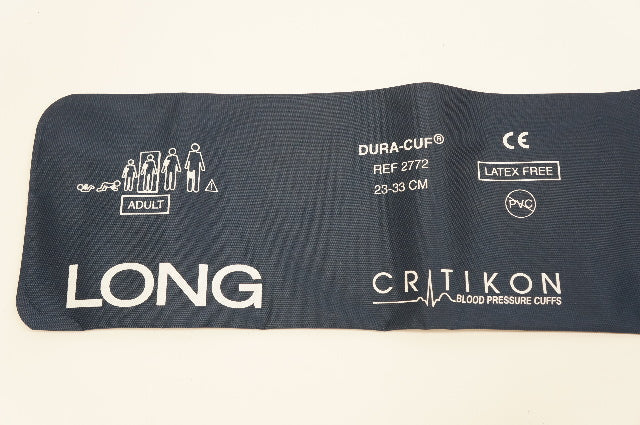 ADULT
LONG
DURA-CUF®
REF 2772
23-33 CM
CE
LATEX FREE
PVC
CRITIKON
BLOOD PRESSURE CUFFS